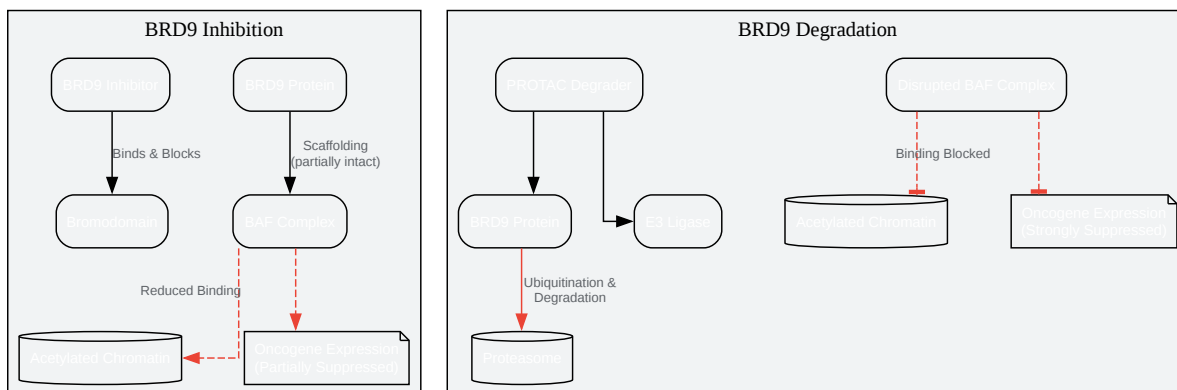 BRD9 Inhibition
BRD9 Inhibitor
BRD9 Protein
Binds & Blocks
Scaffolding
(partially intact)
Bromodomain
BAF Complex
Reduced Binding
Acetylated Chromatin
Oncogene Expression
(Partially Suppressed)
BRD9 Degradation
PROTAC Degrader
Disrupted BAF Complex
Binding Blocked
BRD9 Protein
E3 Ligase
Acetylated Chromatin
Oncogene Expression
(Strongly Suppressed)
Ubiquitination &
Degradation
Proteasome